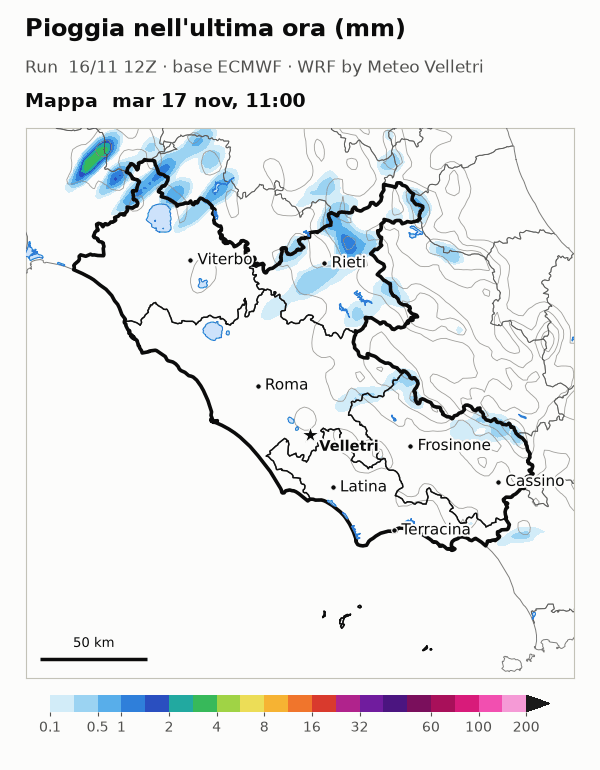 Pioggia nell'ultima ora (mm)
Run  16/11 12Z · base ECMWF · WRF by Meteo Velletri
Mappa  mar 17 nov, 11:00
Viterbo
Rieti
Roma
Velletri
Frosinone
Latina
Cassino
Terracina
50 km
0.1 0.5 1 2 4 8 16 32 60 100 200